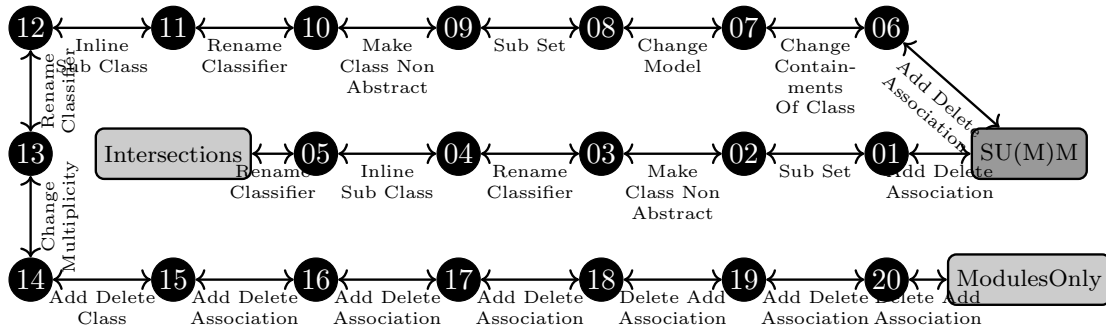 12 11 10 09 08 07 06
Inline
Sub Class
Rename
Classifier
Make
Class Non
Abstract
Sub Set
Change
Model
Change
Contain-
ments
Of Class
Add Delete
Association
Rename
Classifier
13 Intersections 05 04 03 02 01 SU(M)M
Rename
Classifier
Inline
Sub Class
Rename
Classifier
Make
Class Non
Abstract
Sub Set
Add Delete
Association
Change
Multiplicity
14 15 16 17 18 19 20 ModulesOnly
Add Delete
Class
Add Delete
Association
Add Delete
Association
Add Delete
Association
Delete Add
Association
Add Delete
Association
Delete Add
Association